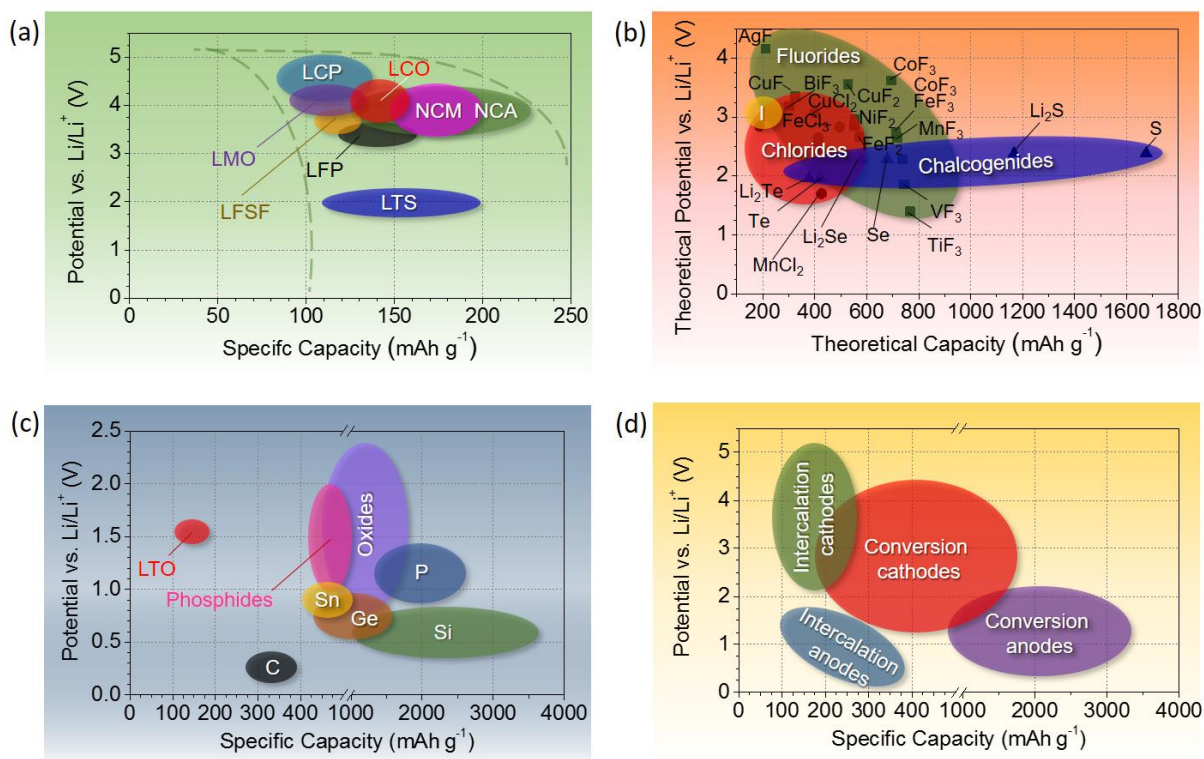 (a)
Potential vs. Li/Li⁺ (V)
5
4
3
2
1
0
LCP
LCO
NCM
NCA
LMO
LFP
LFSF
LTS
0
50
100
150
200
250
Specifc Capacity (mAh g⁻¹)
(b)
Theoretical Potential vs. Li/Li⁺ (V)
4
3
2
1
0
AgF
Fluorides
CoF₃
CuF
BiF₃
CoF₃
CuCl₂
CuF₂
FeF₃
I
FeCl₃
NiF₂
MnF₃
Li₂S
S
FeF₂
Chlorides
Chalcogenides
Li₂Te
Te
Li₂Se
Se
VF₃
TiF₃
MnCl₂
200
400
600
800
1000
1200
1400
1600
1800
Theoretical Capacity (mAh g⁻¹)
(c)
Potential vs. Li/Li⁺ (V)
2.5
2.0
1.5
1.0
0.5
0.0
Oxides
LTO
Phosphides
P
Sn
Ge
Si
C
0
100
200
300
400
1000
2000
3000
4000
Specific Capacity (mAh g⁻¹)
(d)
Potential vs. Li/Li⁺ (V)
5
4
3
2
1
0
Intercalation
cathodes
Conversion
cathodes
Intercalation
anodes
Conversion
anodes
0
100
200
300
400
1000
2000
3000
4000
Specific Capacity (mAh g⁻¹)